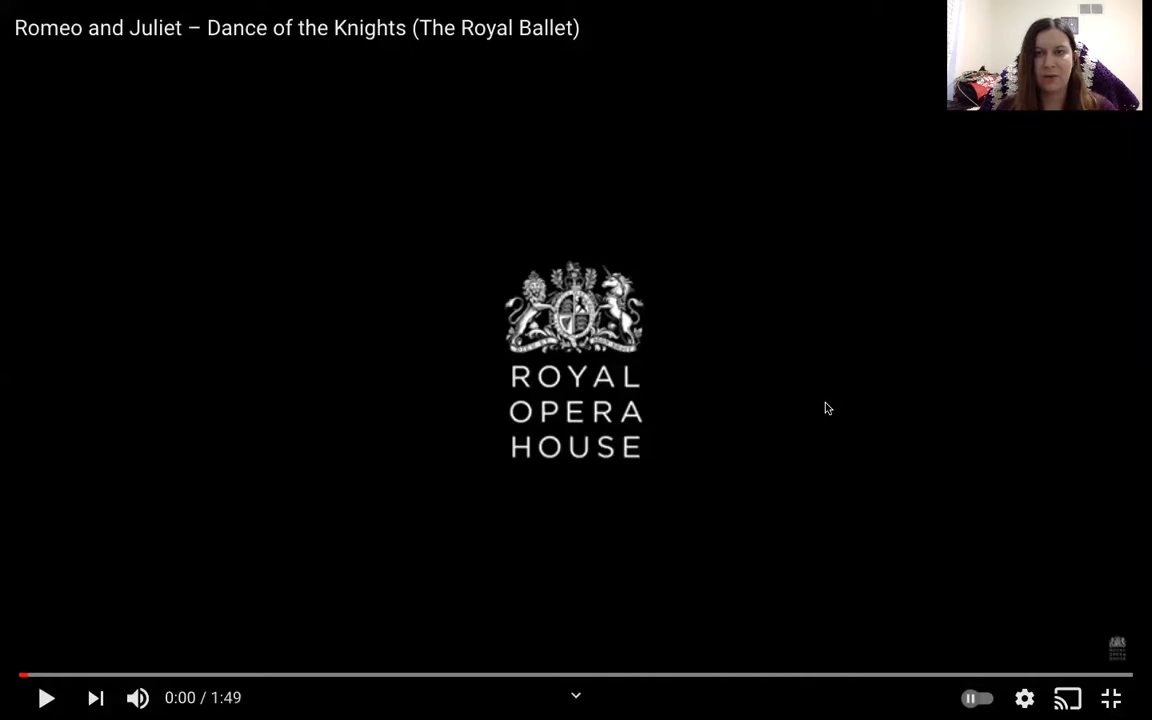 Romeo and Juliet – Dance of the Knights (The Royal Ballet)
ROYAL
OPERA
HOUSE
0:00 / 1:49